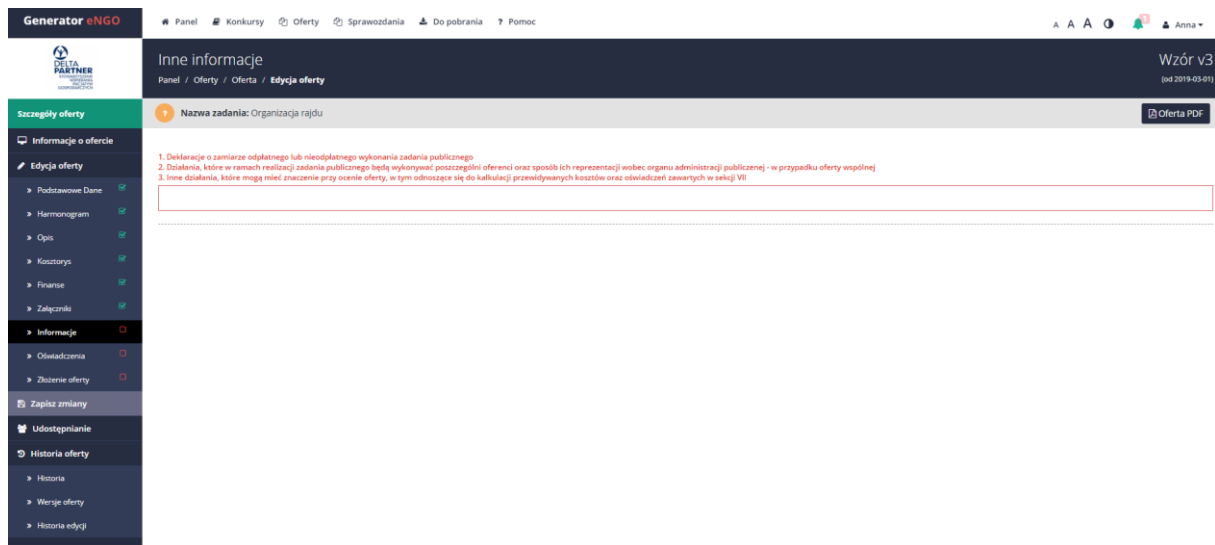 Generator eNGO
Panel Konkursy Oferty Sprawozdania Do pobrania ? Pomoc
A A A 1 Anna
DELTA
PARTNER
Inne informacje
Panel / Oferty / Oferta / Edycja oferty
Wzór v3
(od 2019-03-01)
Szczegóły oferty
? Nazwa zadania: Organizacja rajdu
Oferta PDF
Informacje o ofercie
Edycja oferty
» Podstawowe Dane
» Harmonogram
» Opis
» Kosztorys
» Finanse
» Załączniki
» Informacje
» Oświadczenia
» Złożenie oferty
Zapisz zmiany
Udostępnianie
Historia oferty
» Historia
» Wersje oferty
» Historia edycji
1. Deklaracje o zamiarze odpłatnego lub nieodpłatnego wykonania zadania publicznego
2. Działania, które w ramach realizacji zadania publicznego będą wykonywać poszczególni oferenci oraz sposób ich reprezentacji wobec organu administracji publicznej - w przypadku oferty wspólnej
3. Inne działania, które mogą mieć znaczenie przy ocenie oferty, w tym odnoszące się do kalkulacji przewidywanych kosztów oraz oświadczeń zawartych w sekcji VII